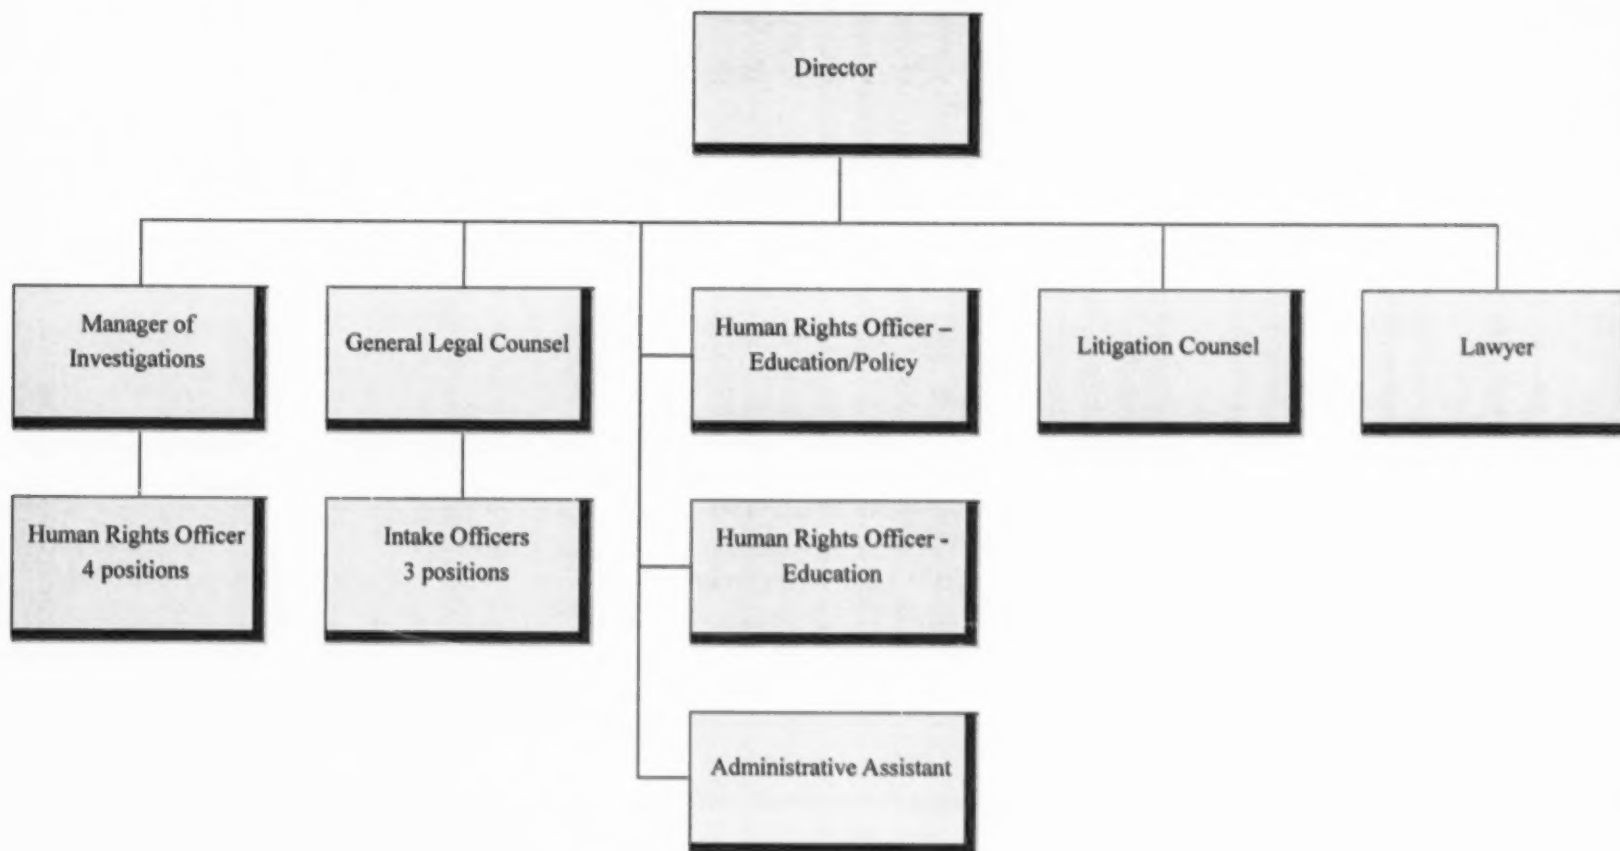 Director
Manager of
Investigations
General Legal Counsel
Human Rights Officer –
Education/Policy
Litigation Counsel
Lawyer
Human Rights Officer
4 positions
Intake Officers
3 positions
Human Rights Officer -
Education
Administrative Assistant